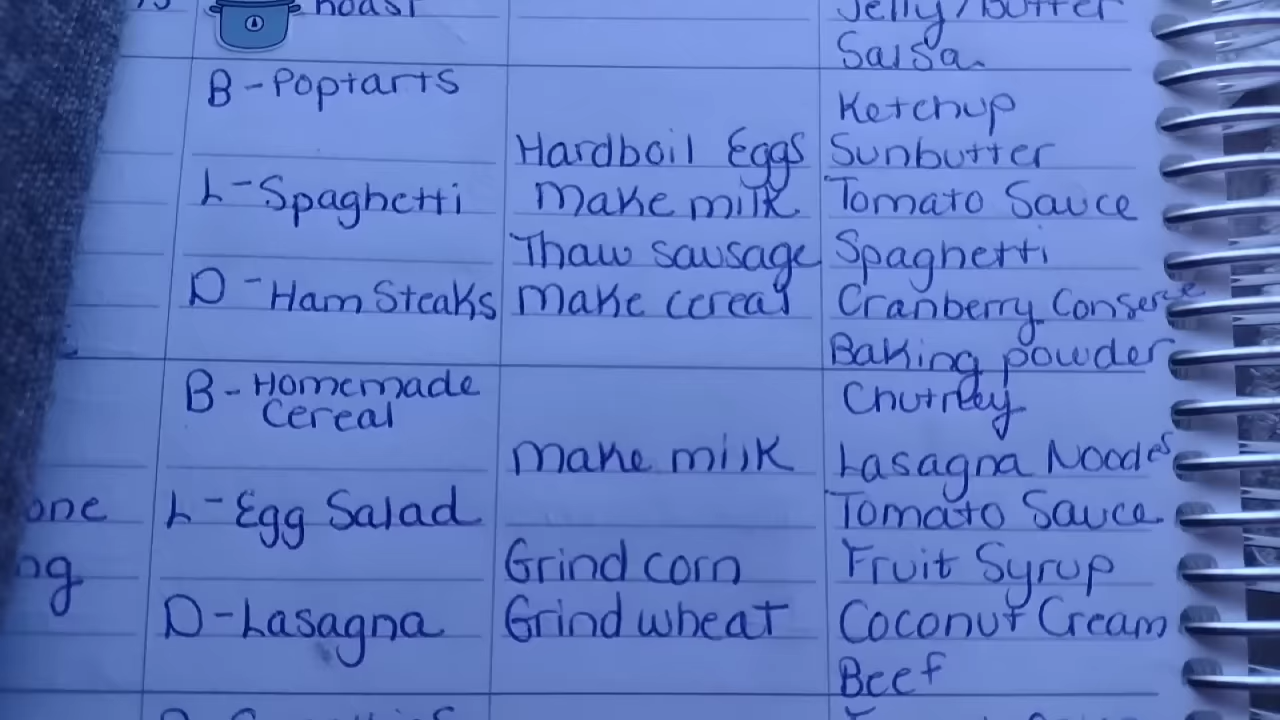 Roast
Jelly/Butter
Salsa
B-Poptarts
Ketchup
Hardboil Eggs
Sunbutter
L-Spaghetti
Make milk
Tomato Sauce
Thaw sausage
Spaghetti
D-Ham Steaks
Make cereal
Cranberry Conserve
Baking powder
B-Homemade
Cereal
Chutney
Make milk
Lasagna Noodles
L-Egg Salad
Tomato Sauce
Grind corn
Fruit Syrup
D-Lasagna
Grind wheat
Coconut Cream
Beef